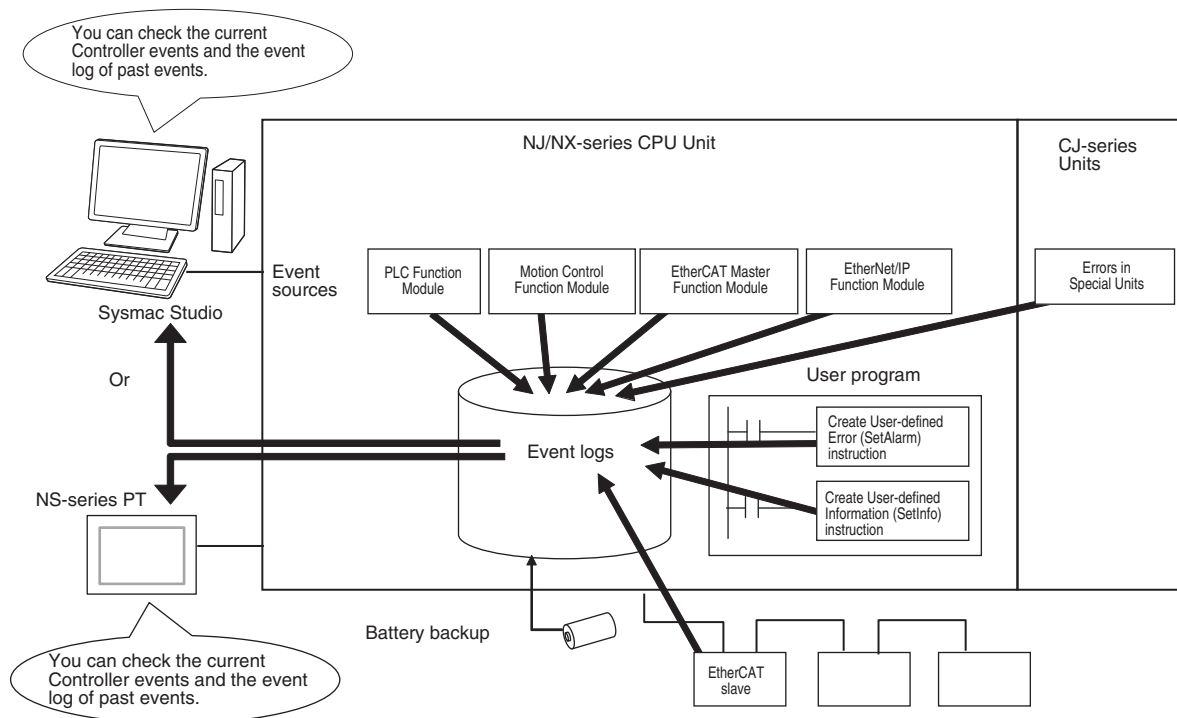 You can check the current
Controller events and the event
log of past events.
NJ/NX-series CPU Unit
CJ-series
Units
Event
sources
PLC Function
Module
Motion Control
Function Module
EtherCAT Master
Function Module
EtherNet/IP
Function Module
Errors in
Special Units
Sysmac Studio
Or
User program
Create User-defined
Error (SetAlarm)
instruction
Event logs
Create User-defined
Information (SetInfo)
instruction
NS-series PT
Battery backup
EtherCAT
slave
You can check the current
Controller events and the event
log of past events.